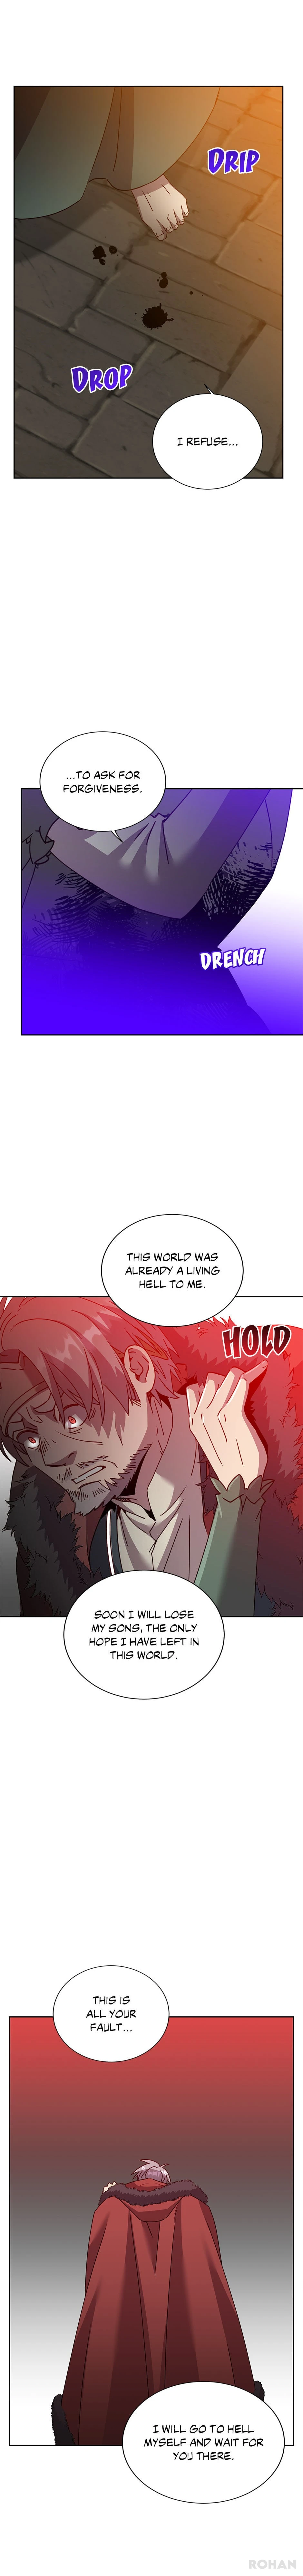 DRIP
DROP
I REFUSE...
...TO ASK FOR
FORGIVENESS.
DRENCH
THIS WORLD WAS
ALREADY A LIVING
HELL TO ME.
HOLD
SOON I WILL LOSE
MY SONS, THE ONLY
HOPE I HAVE LEFT IN
THIS WORLD.
THIS IS
ALL YOUR
FAULT...
I WILL GO TO HELL
MYSELF AND WAIT FOR
YOU THERE.
ROHAN